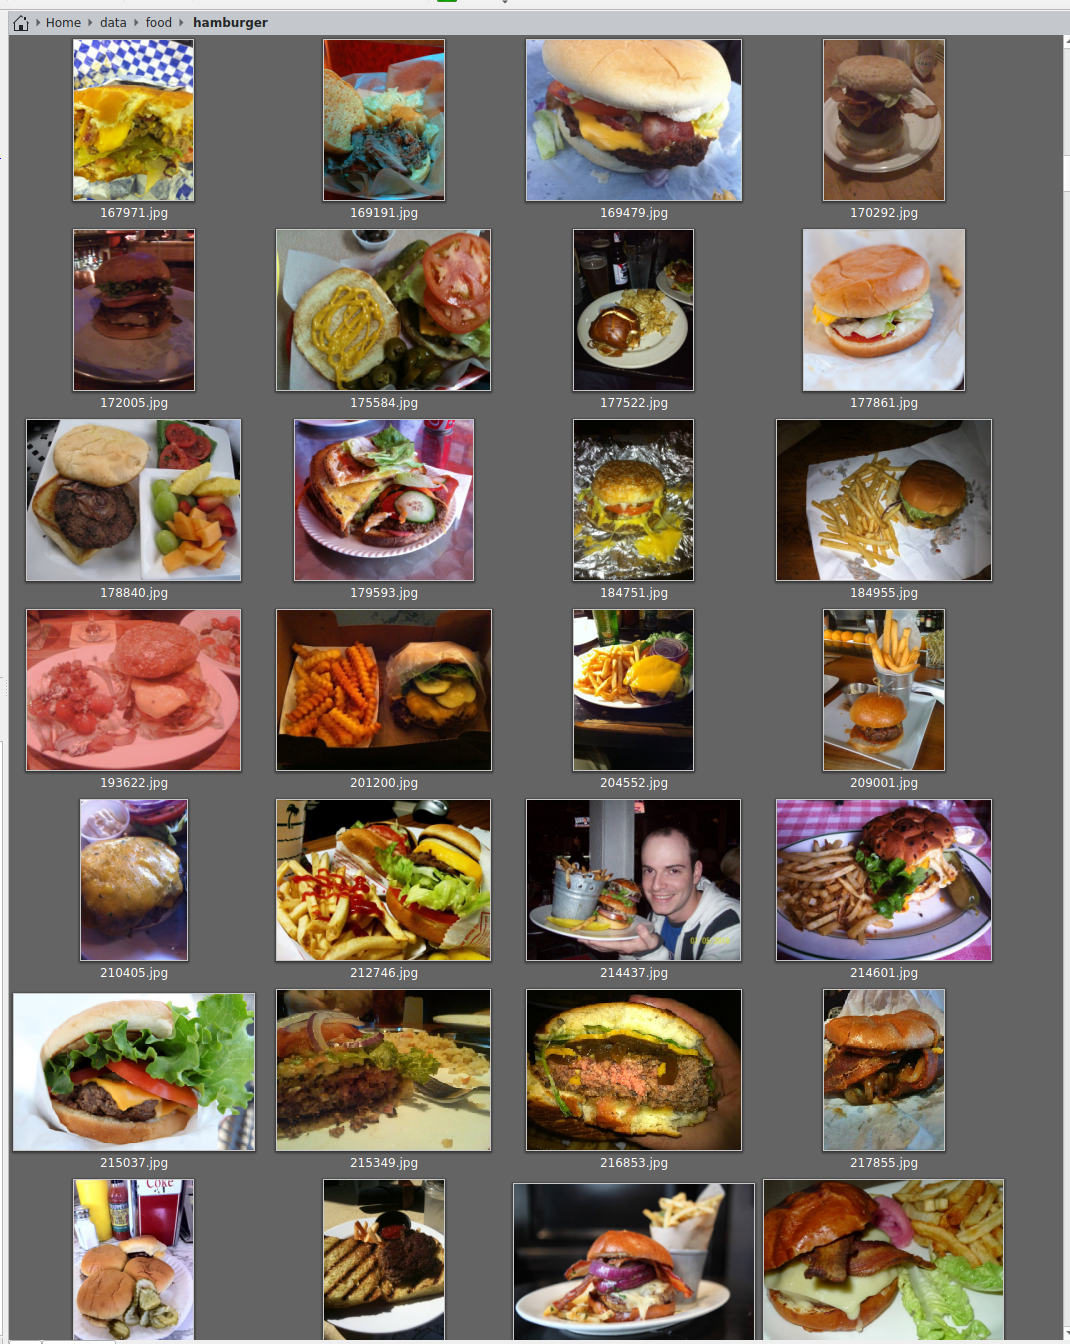 Home data food hamburger
167971.jpg 169191.jpg 169479.jpg 170292.jpg
172005.jpg 175584.jpg 177522.jpg 177861.jpg
178840.jpg 179593.jpg 184751.jpg 184955.jpg
193622.jpg 201200.jpg 204552.jpg 209001.jpg
210405.jpg 212746.jpg 214437.jpg 214601.jpg
215037.jpg 215349.jpg 216853.jpg 217855.jpg
Coke